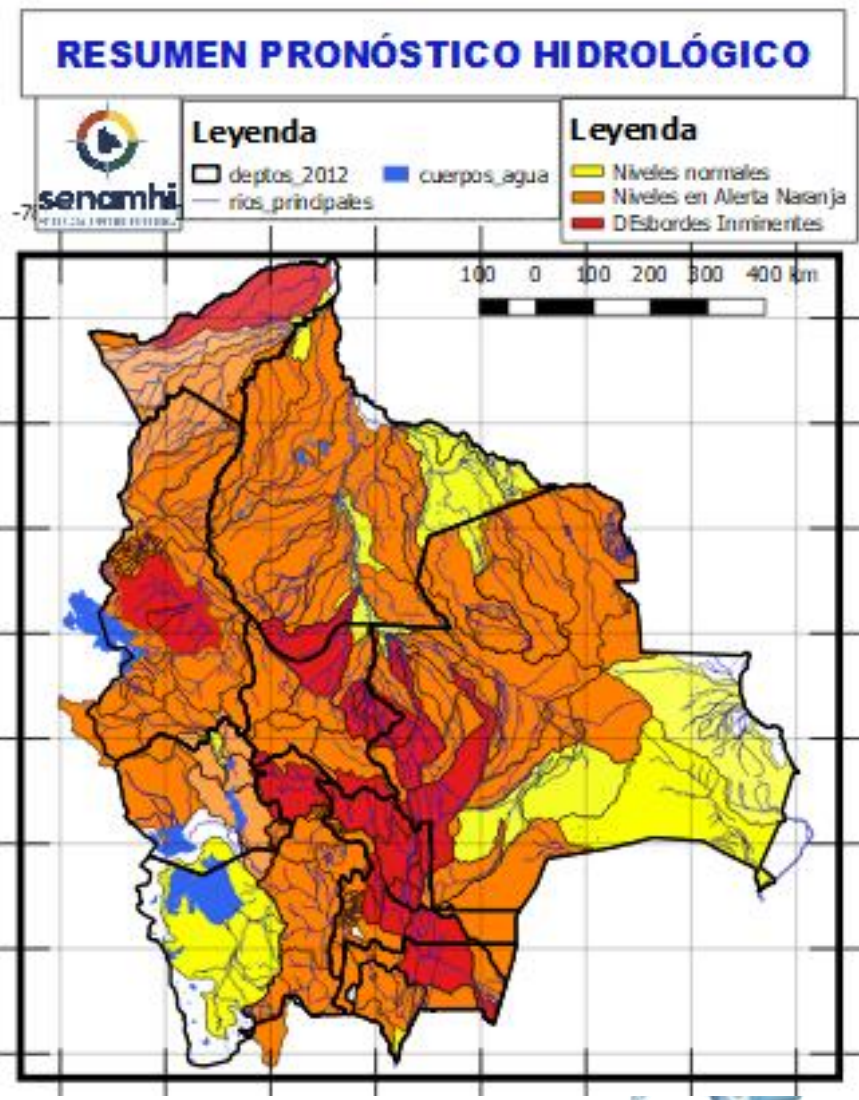 RESUMEN PRONÓSTICO HIDROLÓGICO
senamhi
Leyenda
deptos_2012
cuerpos_agua
rios_principales
Leyenda
Niveles normales
Niveles en Alerta Naranja
DEsbordes Inminentes
100 0 100 200 300 400 km